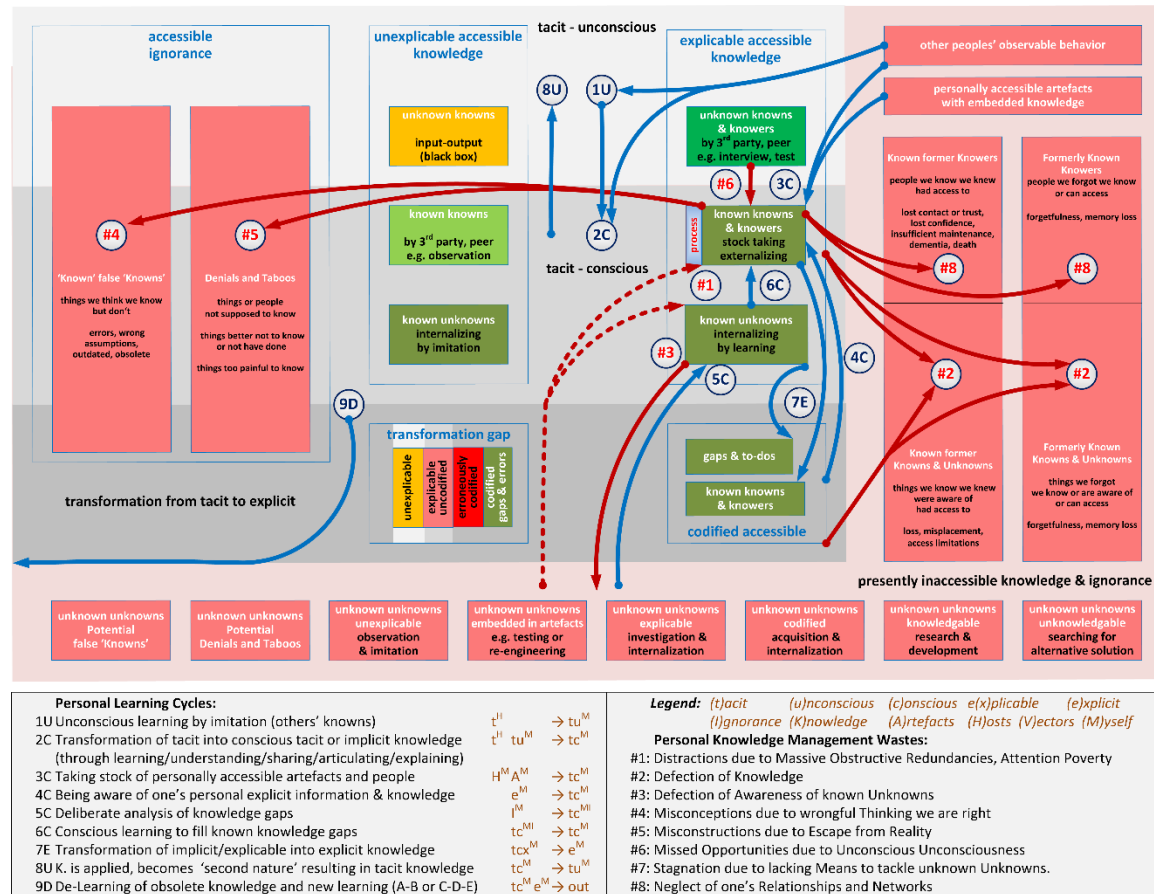 tacit - unconscious
accessible
ignorance
unexplicable accessible
knowledge
explicable accessible
knowledge
other peoples' observable behavior
personally accessible artefacts
with embedded knowledge
8U
1U
unknown knowns
input-output
(black box)
unknown knowns
& knowers
by 3rd party, peer
e.g. interview, test
Known former Knowers
people we know we knew
had access to
lost contact or trust,
lost confidence,
insufficient maintenance,
dementia, death
#8
Formerly Known
Knowers
people we forgot we know
or can access
forgetfulness, memory loss
#8
#6
3C
#4
#5
2C
known knowns
by 3rd party, peer
e.g. observation
process
known knowns
& knowers
stock taking
externalizing
tacit - conscious
'Known' false 'Knowns'
things we think we know
but don't
errors, wrong
assumptions,
outdated, obsolete
Denials and Taboos
things or people
not supposed to know
things better not to know
or not have done
things too painful to know
#1
6C
known unknowns
internalizing
by imitation
known unknowns
internalizing
by learning
#3
5C
4C
#2
#2
7E
9D
transformation gap
unexplicable
explicable
uncodified
erroneously
codified
codified
gaps & errors
gaps & to-dos
known knowns
& knowers
codified accessible
Known former
Knowns & Unknowns
things we know we knew
were aware of
had access to
loss, misplacement,
access limitations
Formerly Known
Knowns & Unknowns
things we forgot
we know or are aware of
or can access
forgetfulness, memory loss
transformation from tacit to explicit
presently inaccessible knowledge & ignorance
unknown unknowns
Potential
false 'Knowns'
unknown unknowns
Potential
Denials and Taboos
unknown unknowns
unexplicable
observation
& imitation
unknown unknowns
embedded in artefacts
e.g. testing or
re-engineering
unknown unknowns
explicable
investigation &
internalization
unknown unknowns
codified
acquisition &
internalization
unknown unknowns
knowledgable
research &
development
unknown unknowns
unknowledgable
searching for
alternative solution
Personal Learning Cycles:
1U Unconscious learning by imitation (others' knowns) tH → tuM
2C Transformation of tacit into conscious tacit or implicit knowledge tH tuM → tcM
(through learning/understanding/sharing/articulating/explaining)
3C Taking stock of personally accessible artefacts and people HM AM → tcM
4C Being aware of one's personal explicit information & knowledge eM → tcM
5C Deliberate analysis of knowledge gaps IM → tcMI
6C Conscious learning to fill known knowledge gaps tcMI → tcM
7E Transformation of implicit/explicable into explicit knowledge tcxM → eM
8U K. is applied, becomes 'second nature' resulting in tacit knowledge tcM → tuM
9D De-Learning of obsolete knowledge and new learning (A-B or C-D-E) tcM eM → out
Legend: (t)acit (u)nconscious (c)onscious e(x)plicable (e)xplicit
(I)gnorance (K)nowledge (A)rtefacts (H)osts (V)ectors (M)yself
Personal Knowledge Management Wastes:
#1: Distractions due to Massive Obstructive Redundancies, Attention Poverty
#2: Defection of Knowledge
#3: Defection of Awareness of known Unknowns
#4: Misconceptions due to wrongful Thinking we are right
#5: Misconstructions due to Escape from Reality
#6: Missed Opportunities due to Unconscious Unconsciousness
#7: Stagnation due to lacking Means to tackle unknown Unknowns.
#8: Neglect of one's Relationships and Networks